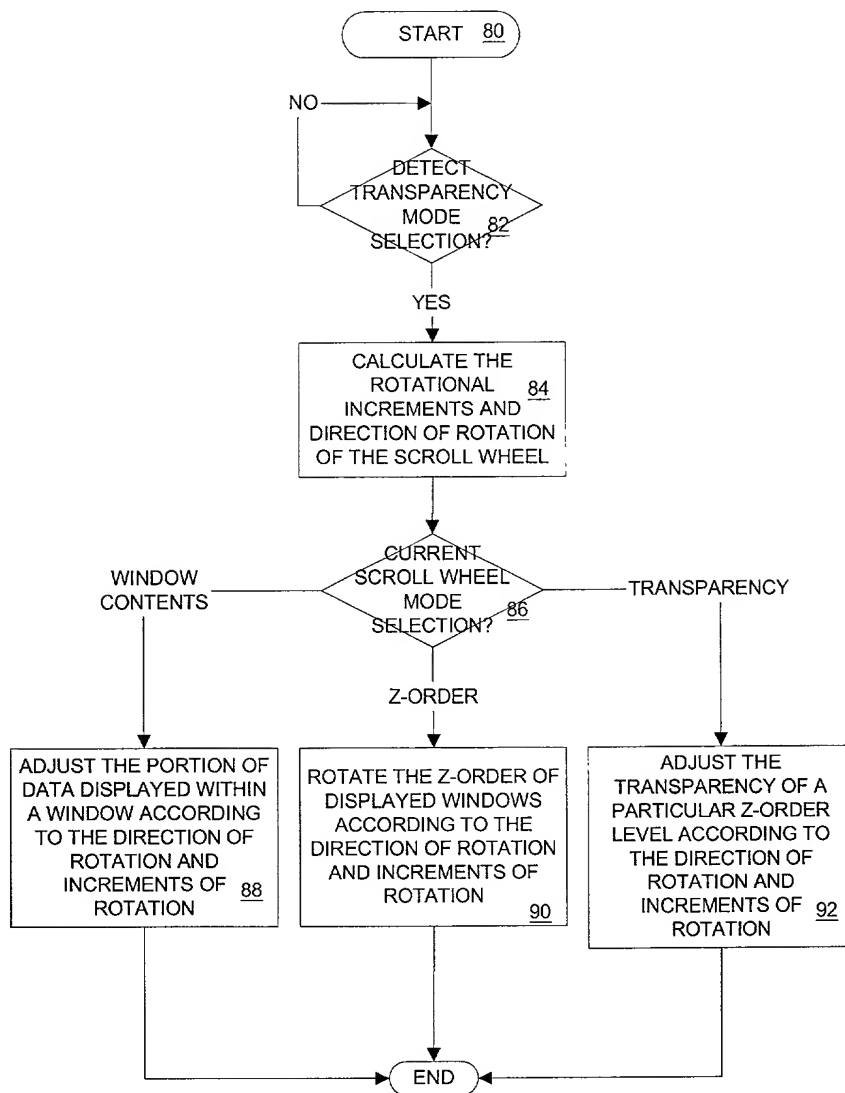 START 80
NO
DETECT
TRANSPARENCY
MODE
SELECTION? 82
YES
CALCULATE THE
ROTATIONAL
INCREMENTS AND
DIRECTION OF ROTATION
OF THE SCROLL WHEEL
84
CURRENT
SCROLL WHEEL
MODE
SELECTION? 86
WINDOW
CONTENTS
TRANSPARENCY
Z-ORDER
ADJUST THE PORTION OF
DATA DISPLAYED WITHIN
A WINDOW ACCORDING
TO THE DIRECTION OF
ROTATION AND
INCREMENTS OF
ROTATION 88
ROTATE THE Z-ORDER OF
DISPLAYED WINDOWS
ACCORDING TO THE
DIRECTION OF ROTATION
AND INCREMENTS OF
ROTATION
90
ADJUST THE
TRANSPARENCY OF A
PARTICULAR Z-ORDER
LEVEL ACCORDING TO
THE DIRECTION OF
ROTATION AND
INCREMENTS OF
ROTATION 92
END